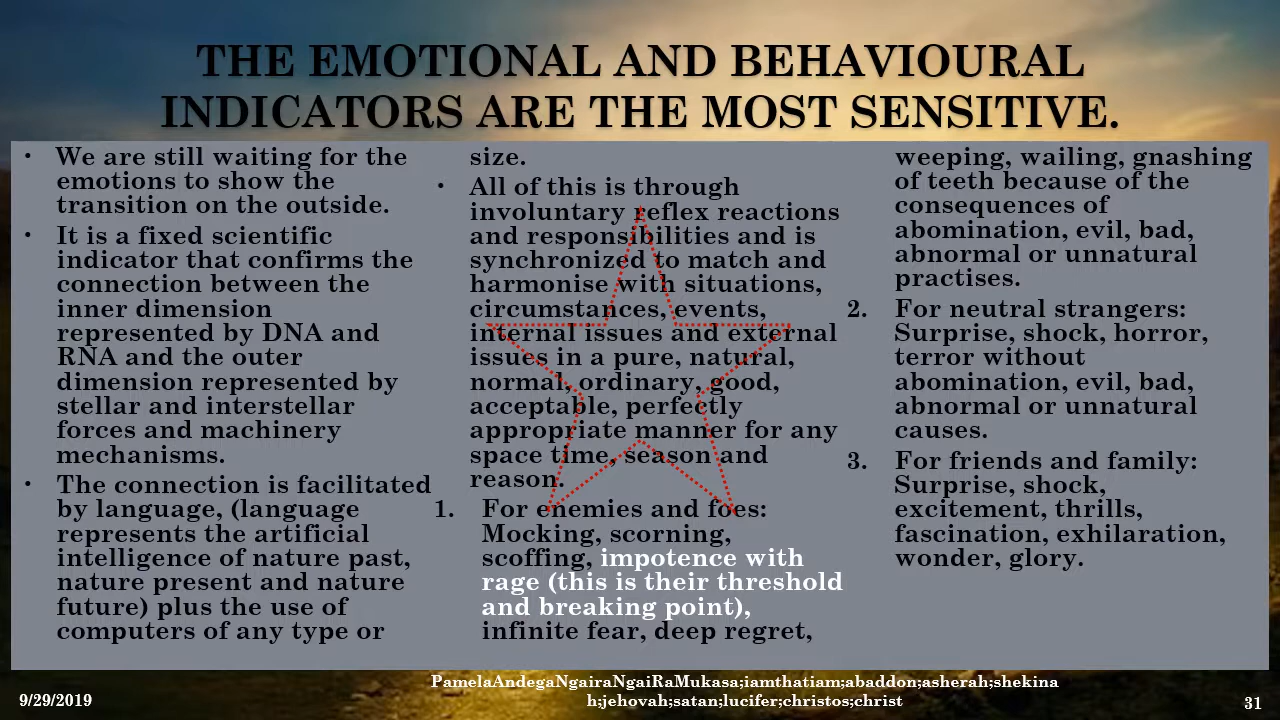 THE EMOTIONAL AND BEHAVIOURAL
INDICATORS ARE THE MOST SENSITIVE.
• We are still waiting for the
emotions to show the
transition on the outside.
• It is a fixed scientific
indicator that confirms the
connection between the
inner dimension
represented by DNA and
RNA and the outer
dimension represented by
stellar and interstellar
forces and machinery
mechanisms.
• The connection is facilitated
by language, (language
represents the artificial
intelligence of nature past,
nature present and nature
future) plus the use of
computers of any type or
size.
• All of this is through
involuntary reflex reactions
and responsibilities and is
synchronized to match and
harmonise with situations,
circumstances, events,
internal issues and external
issues in a pure, natural,
normal, ordinary, good,
acceptable, perfectly
appropriate manner for any
space time, season and
reason.
1. For enemies and foes:
Mocking, scorning,
scoffing, impotence with
rage (this is their threshold
and breaking point),
infinite fear, deep regret,
weeping, wailing, gnashing
of teeth because of the
consequences of
abomination, evil, bad,
abnormal or unnatural
practises.
2. For neutral strangers:
Surprise, shock, horror,
terror without
abomination, evil, bad,
abnormal or unnatural
causes.
3. For friends and family:
Surprise, shock,
excitement, thrills,
fascination, exhilaration,
wonder, glory.
9/29/2019
PamelaAndegaNgairaNgaiRaMukasa;iamthatiam;abaddon;asherah;shekina
h;jehovah;satan;lucifer;christos;christ
31